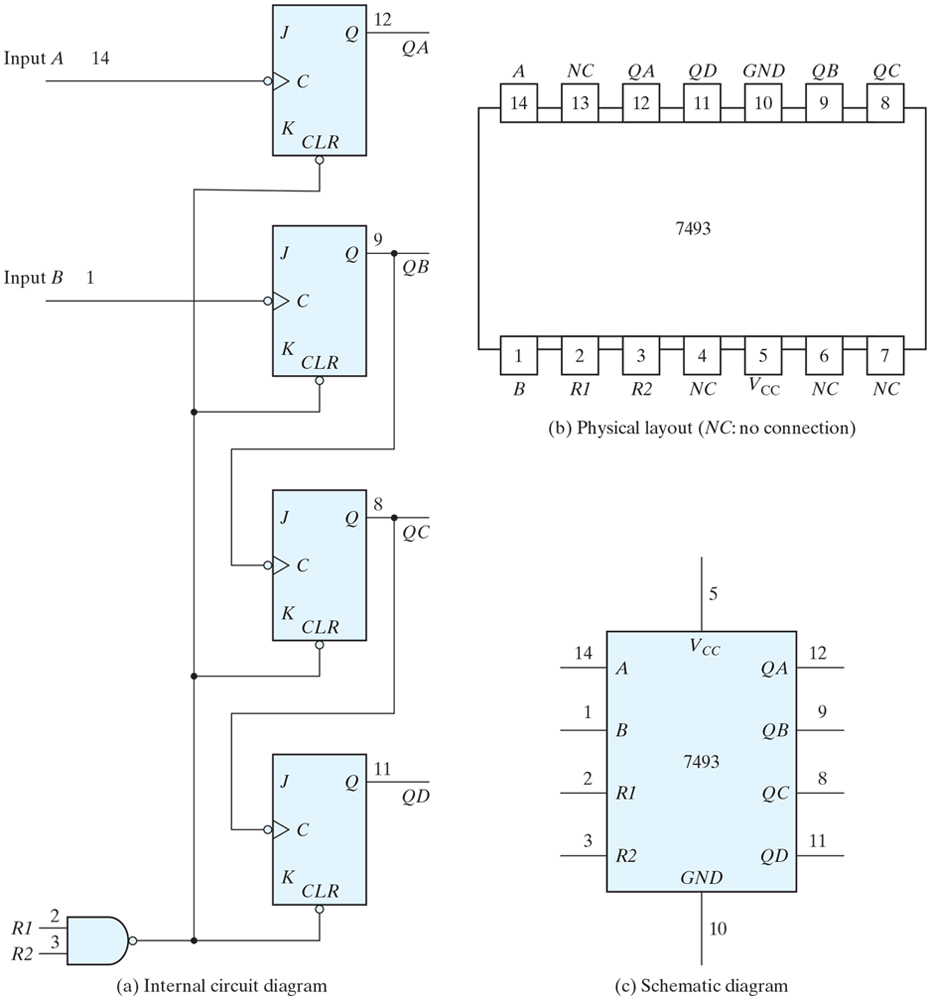 J Q 12
QA
Input A 14
C
K
CLR
J Q 9
QB
Input B 1
C
K
CLR
J Q 8
QC
C
K
CLR
J Q 11
QD
C
K
CLR
R1 2
R2 3
(a) Internal circuit diagram
A NC QA QD GND QB QC
14 13 12 11 10 9 8
7493
1 2 3 4 5 6 7
B R1 R2 NC VCC NC NC
(b) Physical layout (NC: no connection)
5
VCC
14 A QA 12
1 B QB 9
7493
2 R1 QC 8
3 R2 QD 11
GND
10
(c) Schematic diagram